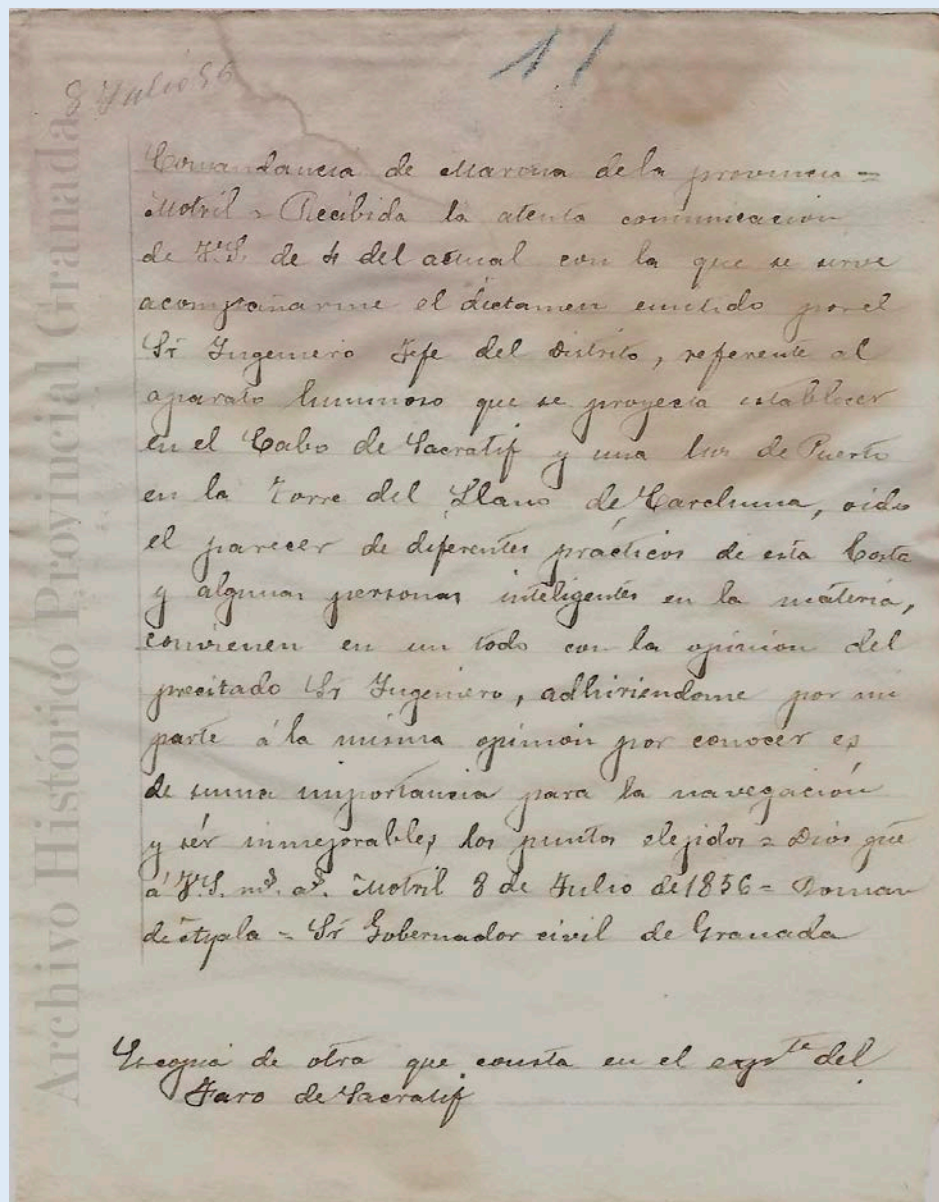 11
8 Julio 56
Comandancia de Marina de la provincia =
Motril = Recibida la atenta comunicacion
de V.S. de 4 del actual con la que se sirve
acompañarme el dictamen emitido por el
Sr Ingeniero Jefe del Distrito, referente al
aparato luminoso que se proyecta establecer
en el Cabo de Sacratif y una luz de Puerto
en la Torre del Llano de Carchuna, oido
el parecer de diferentes prácticos de esta Costa
y algunas personas inteligentes en la materia,
convienen en un todo con la opinion del
precitado Sr Ingeniero, adhiriendome por mi
parte á la misma opinion por conocer es
de suma importancia para la navegación
y sér inmejorables los puntos elejidos = Dios gue
á V.S. ms. as. Motril 8 de Julio de 1856 =
de Ayala = Sr Gobernador civil de Granada
Es copia de otra que consta en el expte del
Faro de Sacratif
Archivo Histórico Provincial Granada